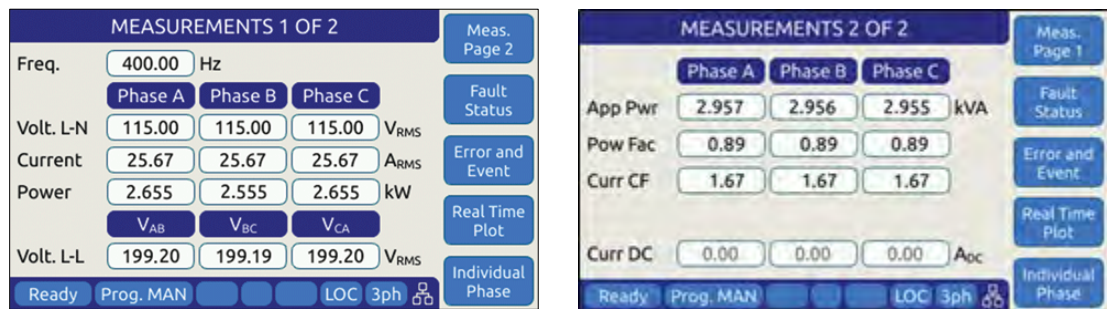 MEASUREMENTS 1 OF 2
Meas. Page 2
Freq. 400.00 Hz
Phase A Phase B Phase C
Fault Status
Volt. L-N 115.00 115.00 115.00 VRMS
Current 25.67 25.67 25.67 ARMS
Error and Event
Power 2.655 2.555 2.655 kW
VAB VBC VCA
Real Time Plot
Volt. L-L 199.20 199.19 199.20 VRMS
Individual Phase
Ready Prog. MAN LOC 3ph
MEASUREMENTS 2 OF 2
Meas. Page 1
Phase A Phase B Phase C
Fault Status
App Pwr 2.957 2.956 2.955 kVA
Pow Fac 0.89 0.89 0.89
Error and Event
Curr CF 1.67 1.67 1.67
Real Time Plot
Curr DC 0.00 0.00 0.00 ADC
Individual Phase
Ready Prog. MAN LOC 3ph